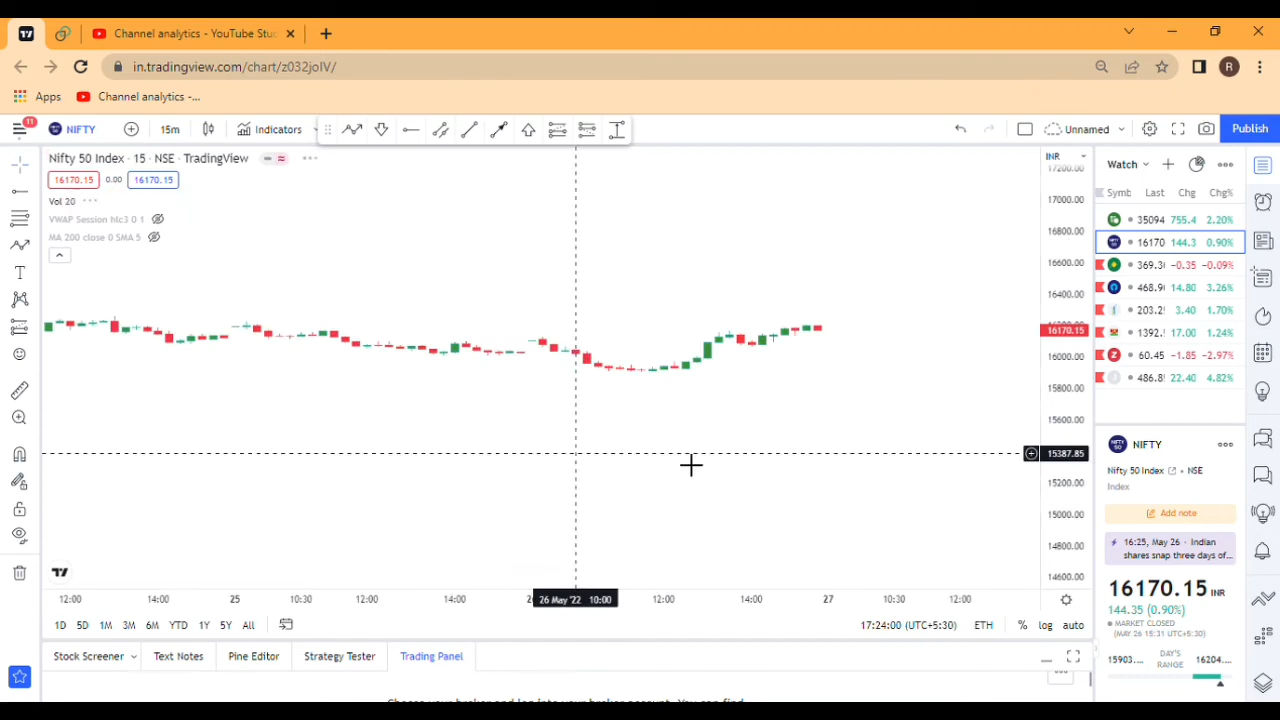 Channel analytics - YouTube Stu
in.tradingview.com/chart/z032joIV/
R
Apps
Channel analytics -...
11
NIFTY
15m
Indicators
Unnamed
Publish
Nifty 50 Index · 15 · NSE · TradingView
16170.15 0.00 16170.15
Vol 20
VWAP Session hlc3 0 1
MA 200 close 0 SMA 5
INR
17200.00
17000.00
16800.00
16600.00
16400.00
16170.15
16000.00
15800.00
15600.00
15387.85
15200.00
15000.00
14800.00
14600.00
12:00 14:00 25 10:30 12:00 14:00 26 May '22 10:00 12:00 14:00 27 10:30 12:00
1D 5D 1M 3M 6M YTD 1Y 5Y All
17:24:00 (UTC+5:30) ETH % log auto
Stock Screener Text Notes Pine Editor Strategy Tester Trading Panel
Watch
Symb Last Chg Chg%
35094 755.4 2.20%
16170 144.3 0.90%
369.3 −0.35 −0.09%
468.9 14.80 3.26%
203.2 3.40 1.70%
1392. 17.00 1.24%
60.45 −1.85 −2.97%
486.8 22.40 4.82%
NIFTY
Nifty 50 Index • NSE
Index
Add note
16:25, May 26 · Indian
shares snap three days of...
16170.15 INR
144.35 (0.90%)
MARKET CLOSED
(MAY 26 15:31 UTC+5:30)
15903.... DAY'S RANGE 16204....